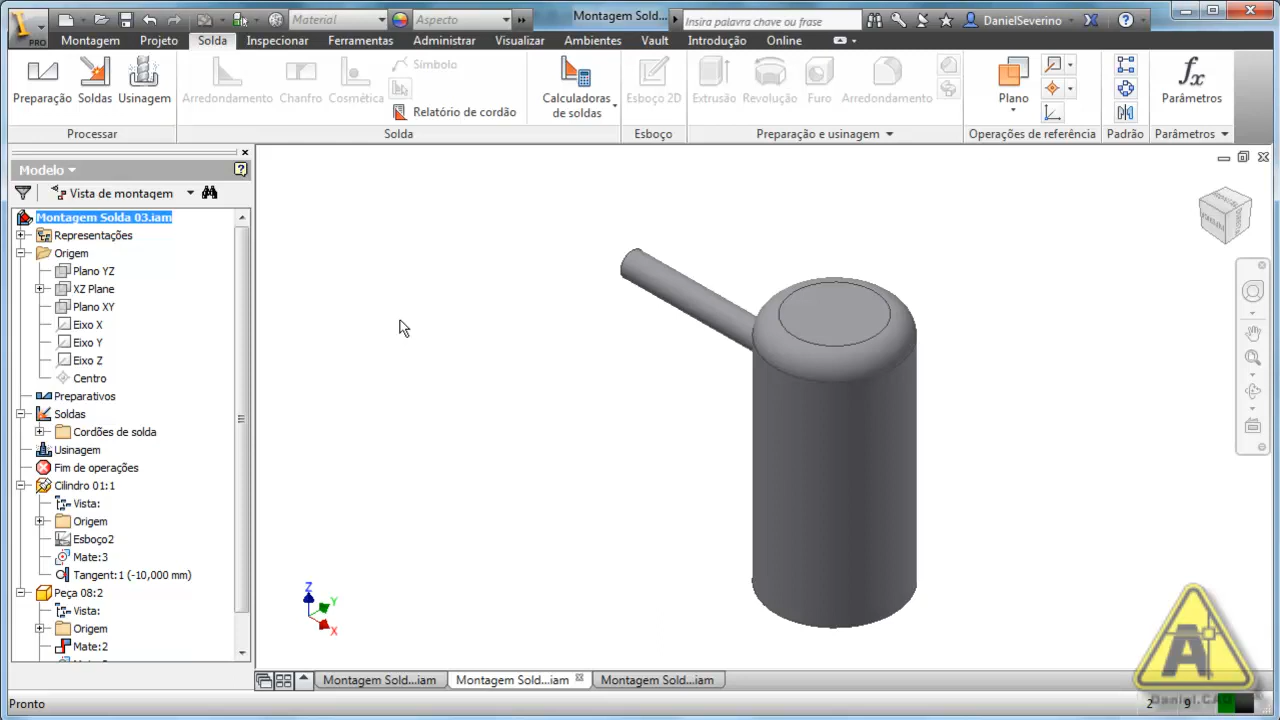 Material
Aspecto
Montagem Sold...
Insira palavra chave ou frase
DanielSeverino
PRO
Montagem
Projeto
Solda
Inspecionar
Ferramentas
Administrar
Visualizar
Ambientes
Vault
Introdução
Online
Preparação
Soldas
Usinagem
Arredondamento
Chanfro
Cosmética
Símbolo
Relatório de cordão
Calculadoras
de soldas
Esboço 2D
Extrusão
Revolução
Furo
Arredondamento
Plano
fx
Parâmetros
Processar
Solda
Esboço
Preparação e usinagem
Operações de referência
Padrão
Parâmetros
Modelo
Vista de montagem
Montagem Solda 03.iam
Representações
Origem
Plano YZ
XZ Plane
Plano XY
Eixo X
Eixo Y
Eixo Z
Centro
Preparativos
Soldas
Cordões de solda
Usinagem
Fim de operações
Cilindro 01:1
Vista:
Origem
Esboço2
Mate:3
Tangent:1 (-10,000 mm)
Peça 08:2
Vista:
Origem
Mate:2
Z
Y
X
Montagem Sold...iam
Montagem Sold...iam
Montagem Sold...iam
Pronto
Daniel.CAD
2
9